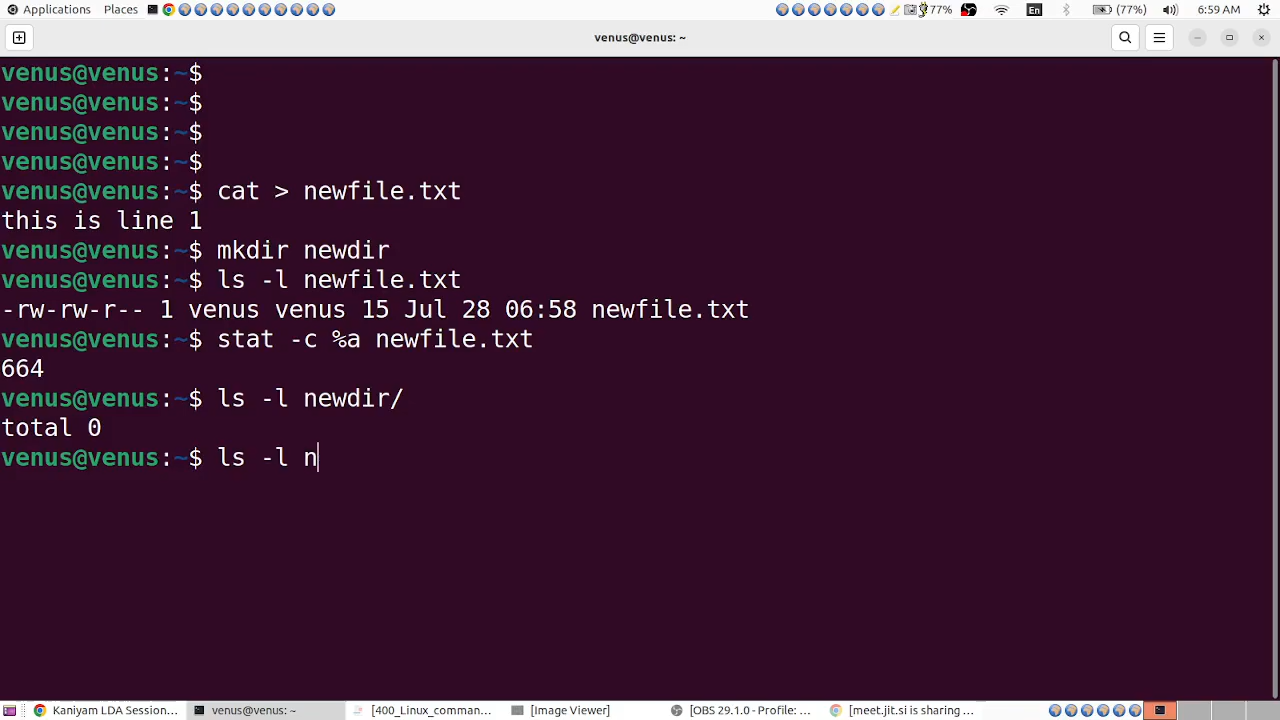 Applications Places 77% En (77%) 6:59 AM
venus@venus: ~
venus@venus:~$
venus@venus:~$
venus@venus:~$
venus@venus:~$
venus@venus:~$ cat > newfile.txt
this is line 1
venus@venus:~$ mkdir newdir
venus@venus:~$ ls -l newfile.txt
-rw-rw-r-- 1 venus venus 15 Jul 28 06:58 newfile.txt
venus@venus:~$ stat -c %a newfile.txt
664
venus@venus:~$ ls -l newdir/
total 0
venus@venus:~$ ls -l n
Kaniyam LDA Session... venus@venus: ~ [400_Linux_comman... [Image Viewer] [OBS 29.1.0 - Profile: ... [meet.jit.si is sharing ...